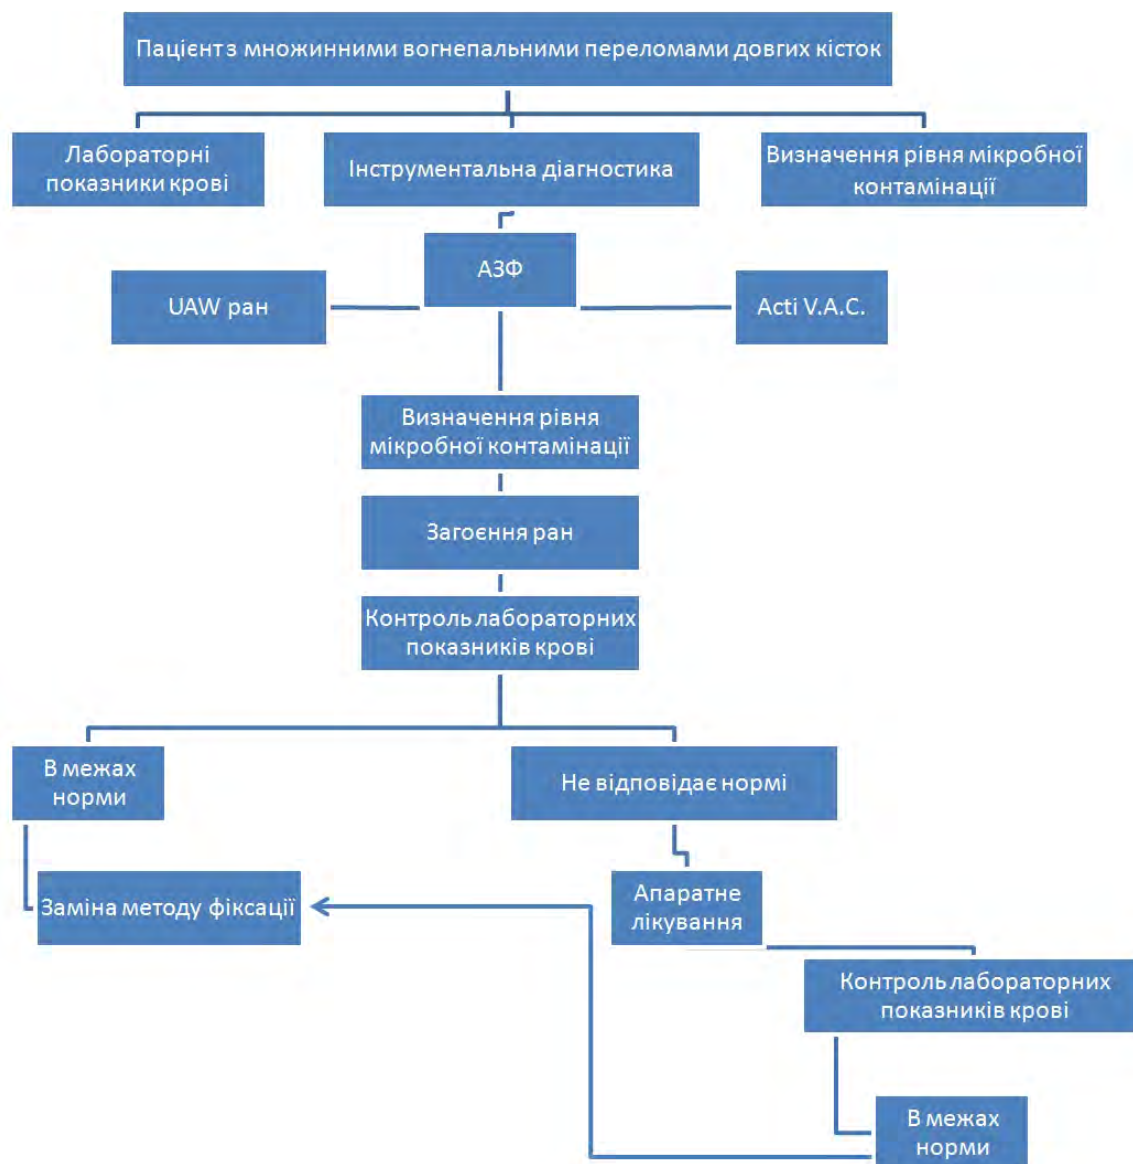 Пацієнт з множинними вогнепальними переломами довгих кісток
Лабораторні
показники крові
Інструментальна діагностика
Визначення рівня мікробної
контамінації
АЗФ
UAW ран
Acti V.A.C.
Визначення рівня
мікробної контамінації
Загоєння ран
Контроль лабораторних
показників крові
В межах
норми
Не відповідає нормі
Заміна методу фіксації
Апаратне
лікування
Контроль лабораторних
показників крові
В межах
норми